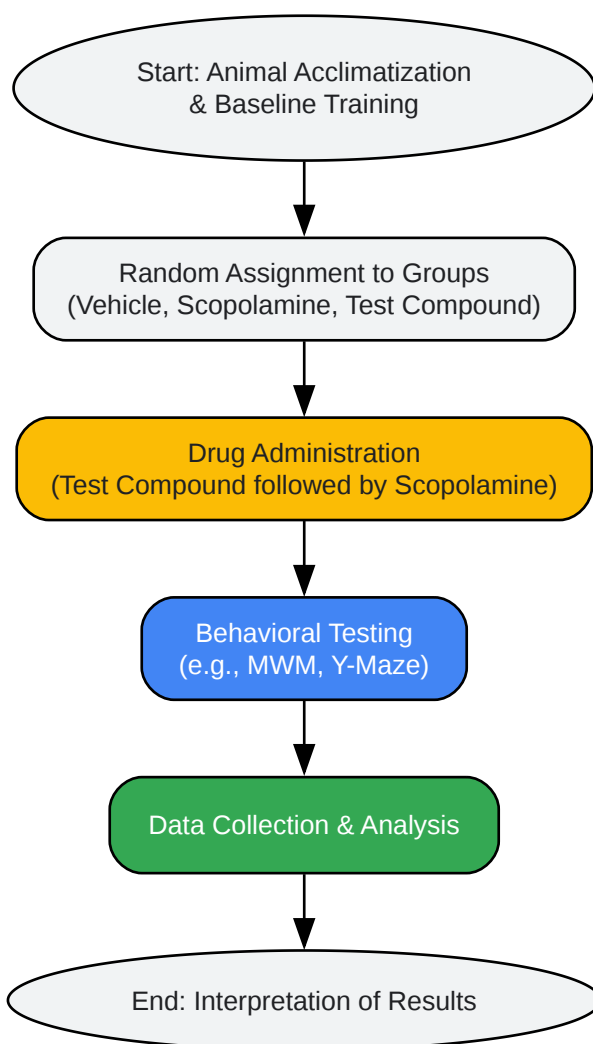 Start: Animal Acclimatization
& Baseline Training
Random Assignment to Groups
(Vehicle, Scopolamine, Test Compound)
Drug Administration
(Test Compound followed by Scopolamine)
Behavioral Testing
(e.g., MWM, Y-Maze)
Data Collection & Analysis
End: Interpretation of Results